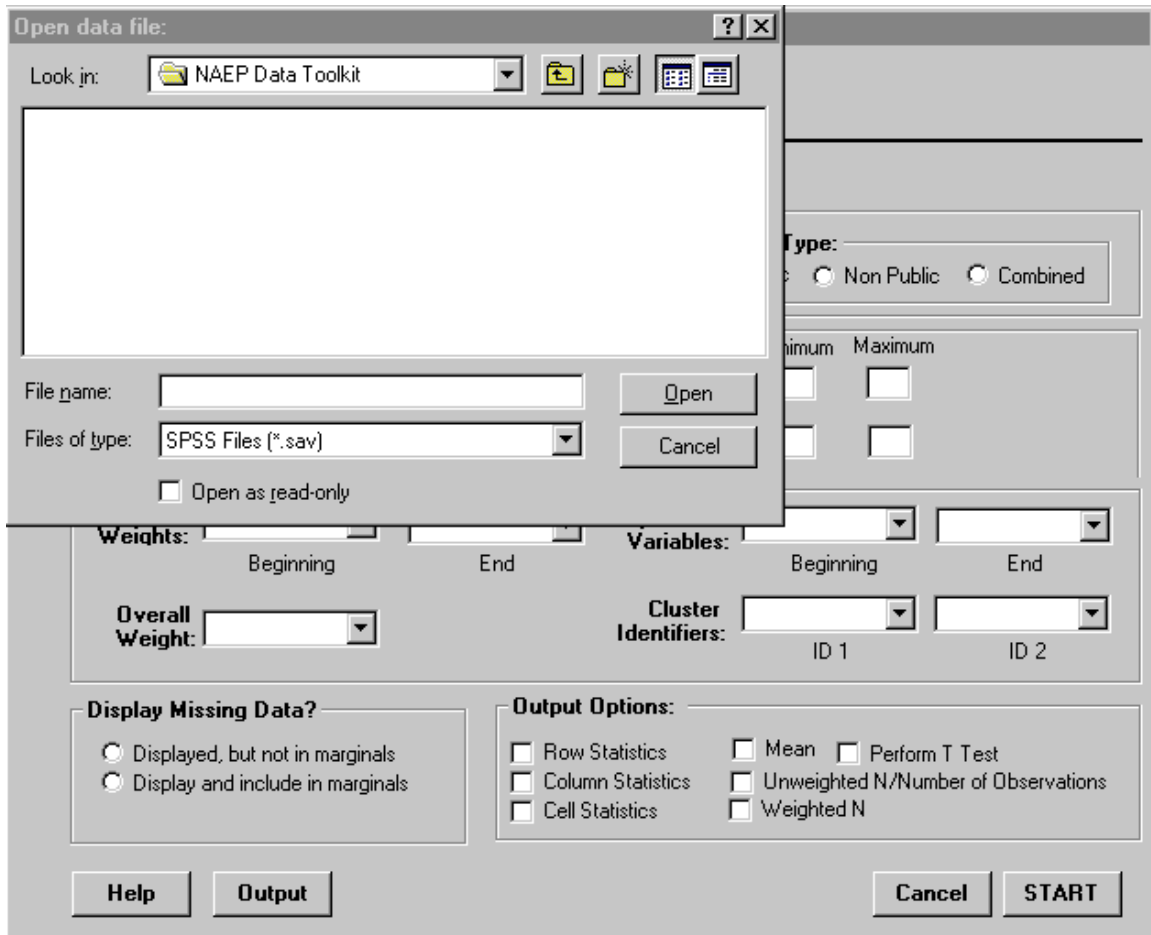 Open data file:
Look in: NAEP Data Toolkit
File name:
Open
Files of type: SPSS Files (*.sav)
Cancel
Open as read-only
Type:
Non Public Combined
Maximum
Weights:
Beginning End
Variables:
Beginning End
Overall
Weight:
Cluster
Identifiers:
ID 1 ID 2
Display Missing Data?
Displayed, but not in marginals
Display and include in marginals
Output Options:
Row Statistics Mean Perform T Test
Column Statistics Unweighted N/Number of Observations
Cell Statistics Weighted N
Help Output Cancel START